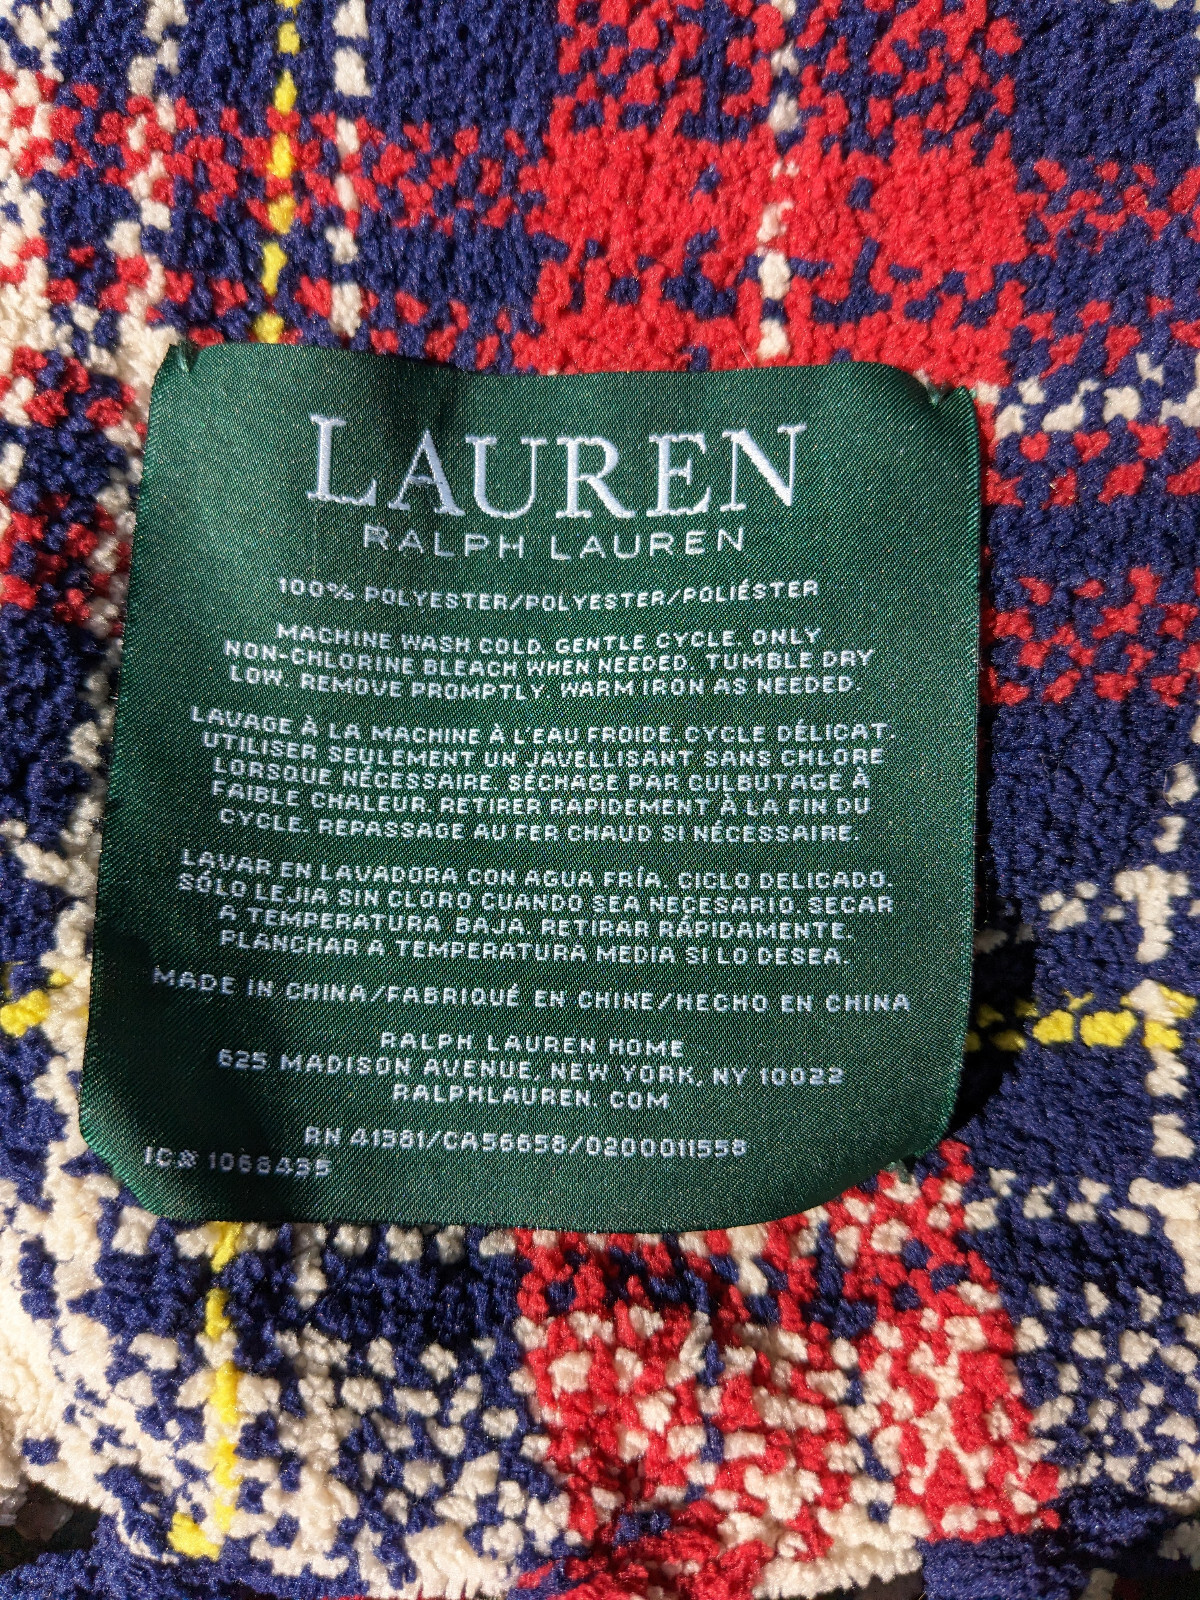 LAUREN
RALPH LAUREN
100% POLYESTER/POLYESTER/POLIÉSTER
MACHINE WASH COLD. GENTLE CYCLE. ONLY
NON-CHLORINE BLEACH WHEN NEEDED. TUMBLE DRY
LOW. REMOVE PROMPTLY. WARM IRON AS NEEDED.
LAVAGE À LA MACHINE À L'EAU FROIDE. CYCLE DÉLICAT.
UTILISER SEULEMENT UN JAVELLISANT SANS CHLORE
LORSQUE NÉCESSAIRE. SÉCHAGE PAR CULBUTAGE À
FAIBLE CHALEUR. RETIRER RAPIDEMENT À LA FIN DU
CYCLE. REPASSAGE AU FER CHAUD SI NÉCESSAIRE.
LAVAR EN LAVADORA CON AGUA FRÍA. CICLO DELICADO.
SÓLO LEJIA SIN CLORO CUANDO SEA NECESARIO. SECAR
A TEMPERATURA BAJA. RETIRAR RÁPIDAMENTE.
PLANCHAR A TEMPERATURA MEDIA SI LO DESEA.
MADE IN CHINA/FABRIQUÉ EN CHINE/HECHO EN CHINA
RALPH LAUREN HOME
625 MADISON AVENUE, NEW YORK, NY 10022
RALPHLAUREN. COM
RN 41381/CA56658/0200011558
IC# 1068435